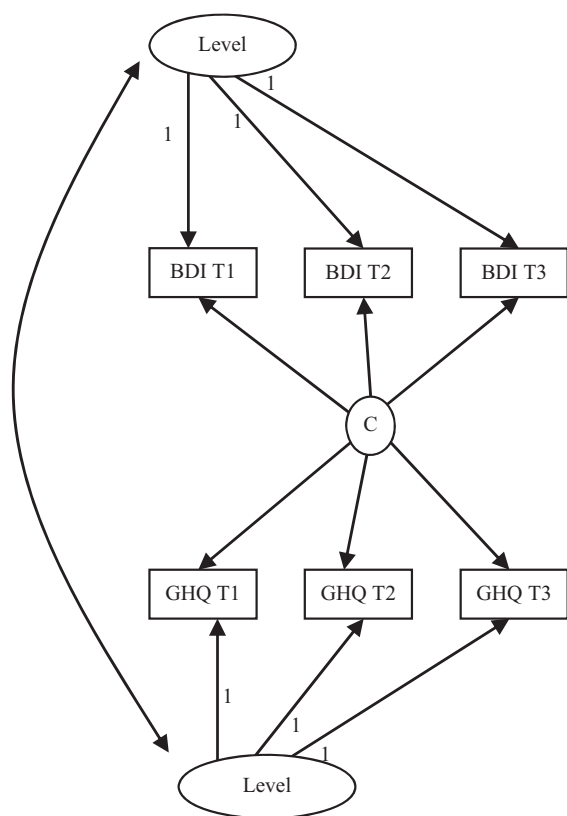 Level
1
1
1
BDI T1
BDI T2
BDI T3
C
GHQ T1
GHQ T2
GHQ T3
1
1
1
Level